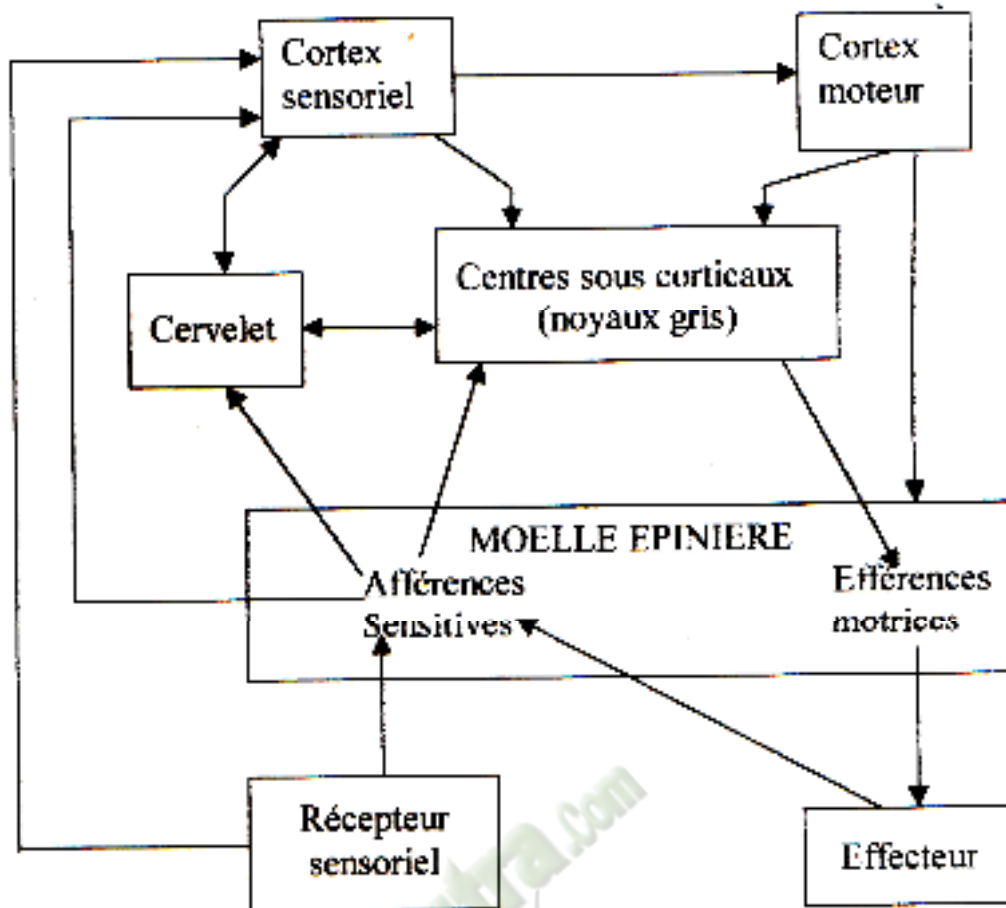 Cortex
sensoriel
Cortex
moteur
Centres sous corticaux
(noyaux gris)
Cervelet
MOELLE EPINIERE
Afférences
Sensitives
Efférences
motrices
Récepteur
sensoriel
Effecteur